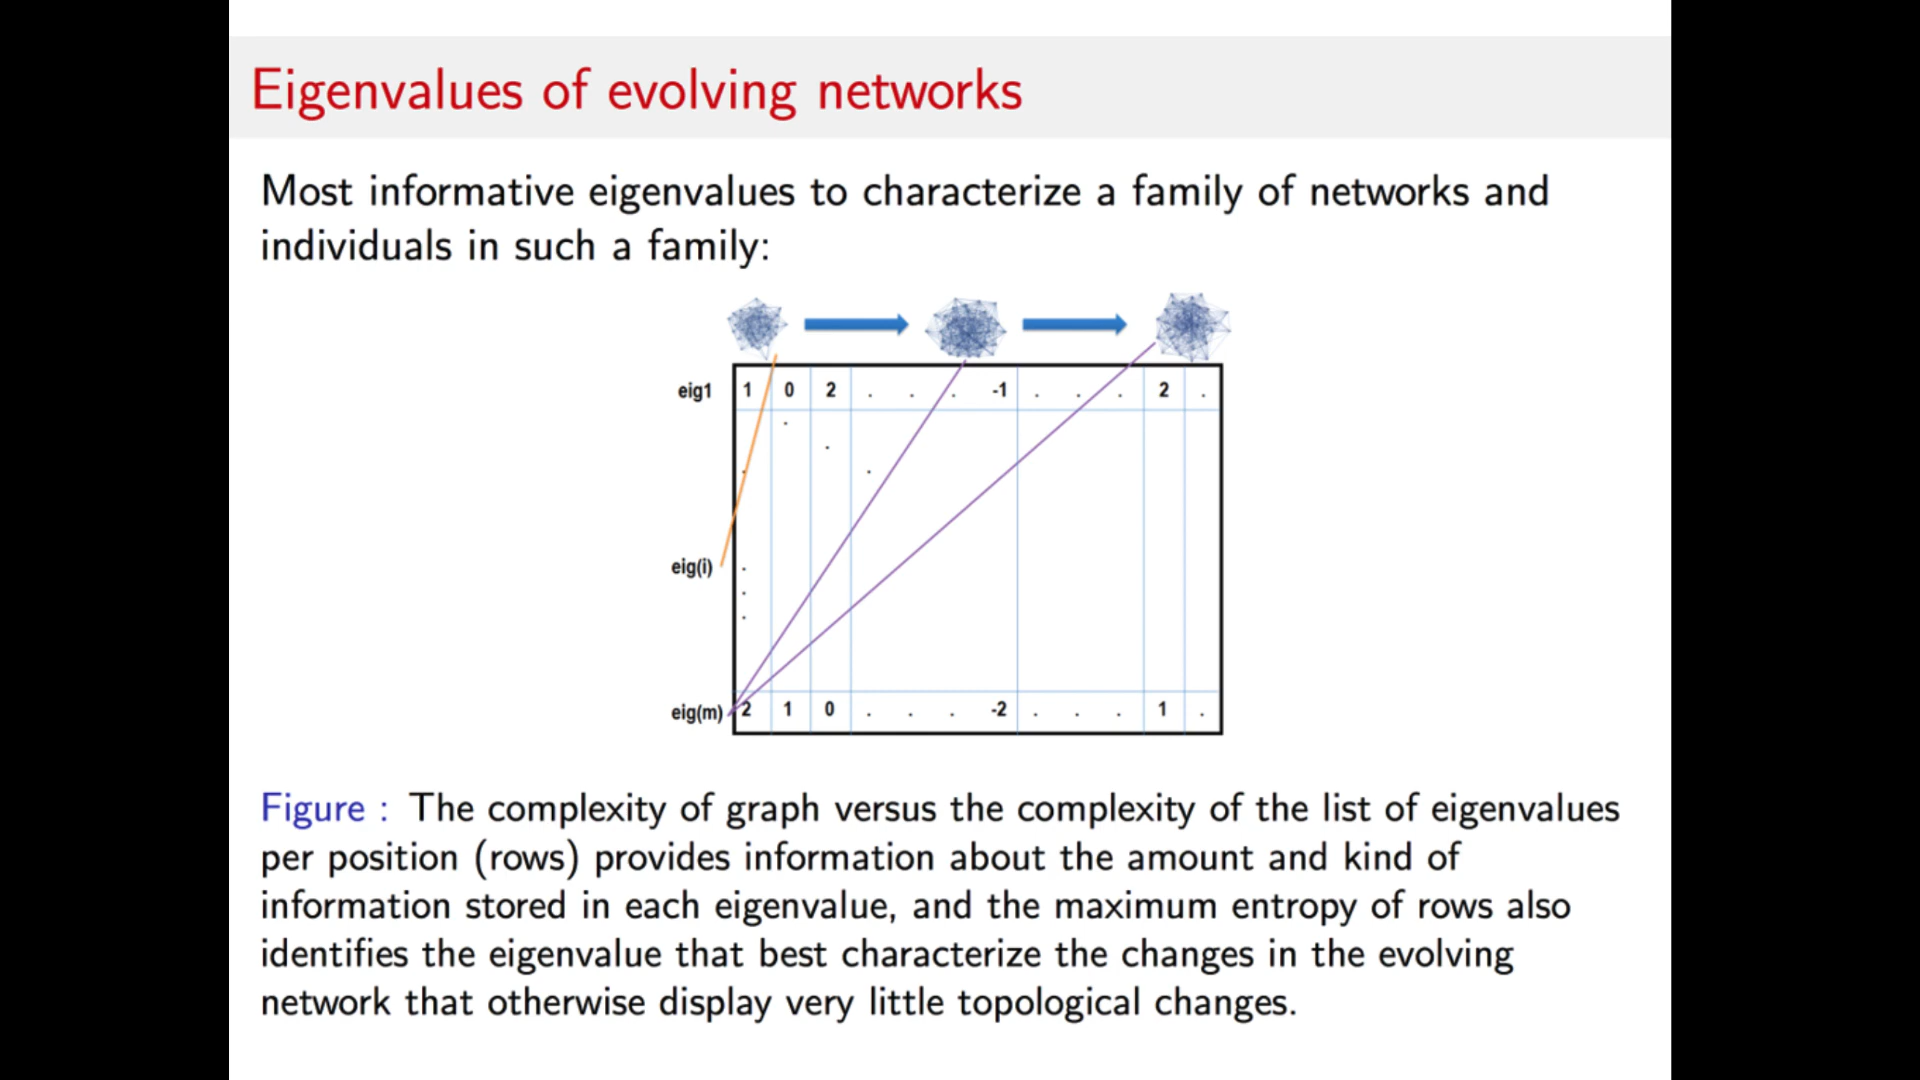 Eigenvalues of evolving networks
Most informative eigenvalues to characterize a family of networks and
individuals in such a family:
eig1 1 0 2 . . . -1 . . . 2 .
eig(i)
eig(m) 2 1 0 . . . -2 . . . 1 .
Figure : The complexity of graph versus the complexity of the list of eigenvalues
per position (rows) provides information about the amount and kind of
information stored in each eigenvalue, and the maximum entropy of rows also
identifies the eigenvalue that best characterize the changes in the evolving
network that otherwise display very little topological changes.